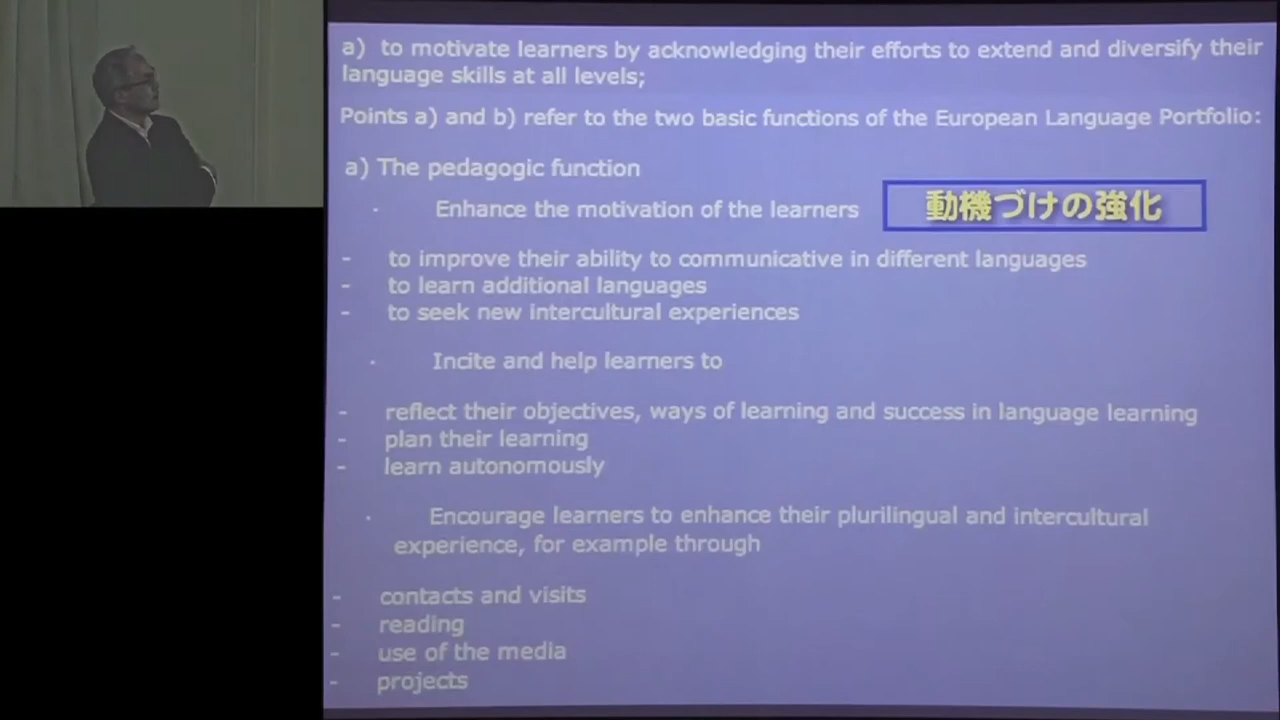 a) to motivate learners by acknowledging their efforts to extend and diversify their
language skills at all levels;
Points a) and b) refer to the two basic functions of the European Language Portfolio:
a) The pedagogic function
· Enhance the motivation of the learners
動機づけの強化
- to improve their ability to communicative in different languages
- to learn additional languages
- to seek new intercultural experiences
· Incite and help learners to
- reflect their objectives, ways of learning and success in language learning
- plan their learning
- learn autonomously
· Encourage learners to enhance their plurilingual and intercultural
experience, for example through
- contacts and visits
- reading
- use of the media
- projects